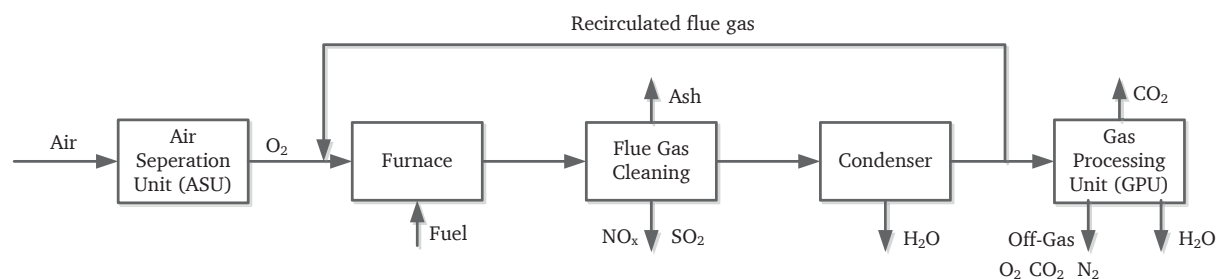 Recirculated flue gas
Ash
CO₂
Air
Air
Seperation
Unit (ASU)
O₂
Furnace
Flue Gas
Cleaning
Condenser
Gas
Processing
Unit (GPU)
Fuel
NOₓ SO₂
H₂O
Off-Gas
H₂O
O₂ CO₂ N₂